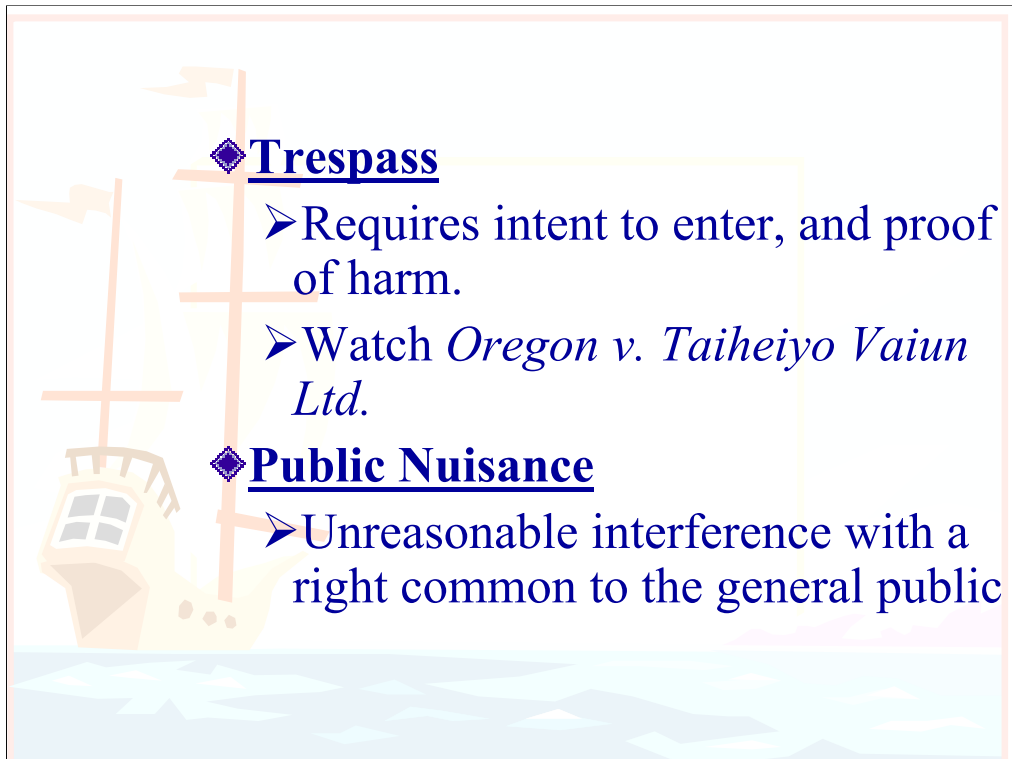 Trespass
Requires intent to enter, and proof
of harm.
Watch Oregon v. Taiheiyo Vaiun
Ltd.
Public Nuisance
Unreasonable interference with a
right common to the general public